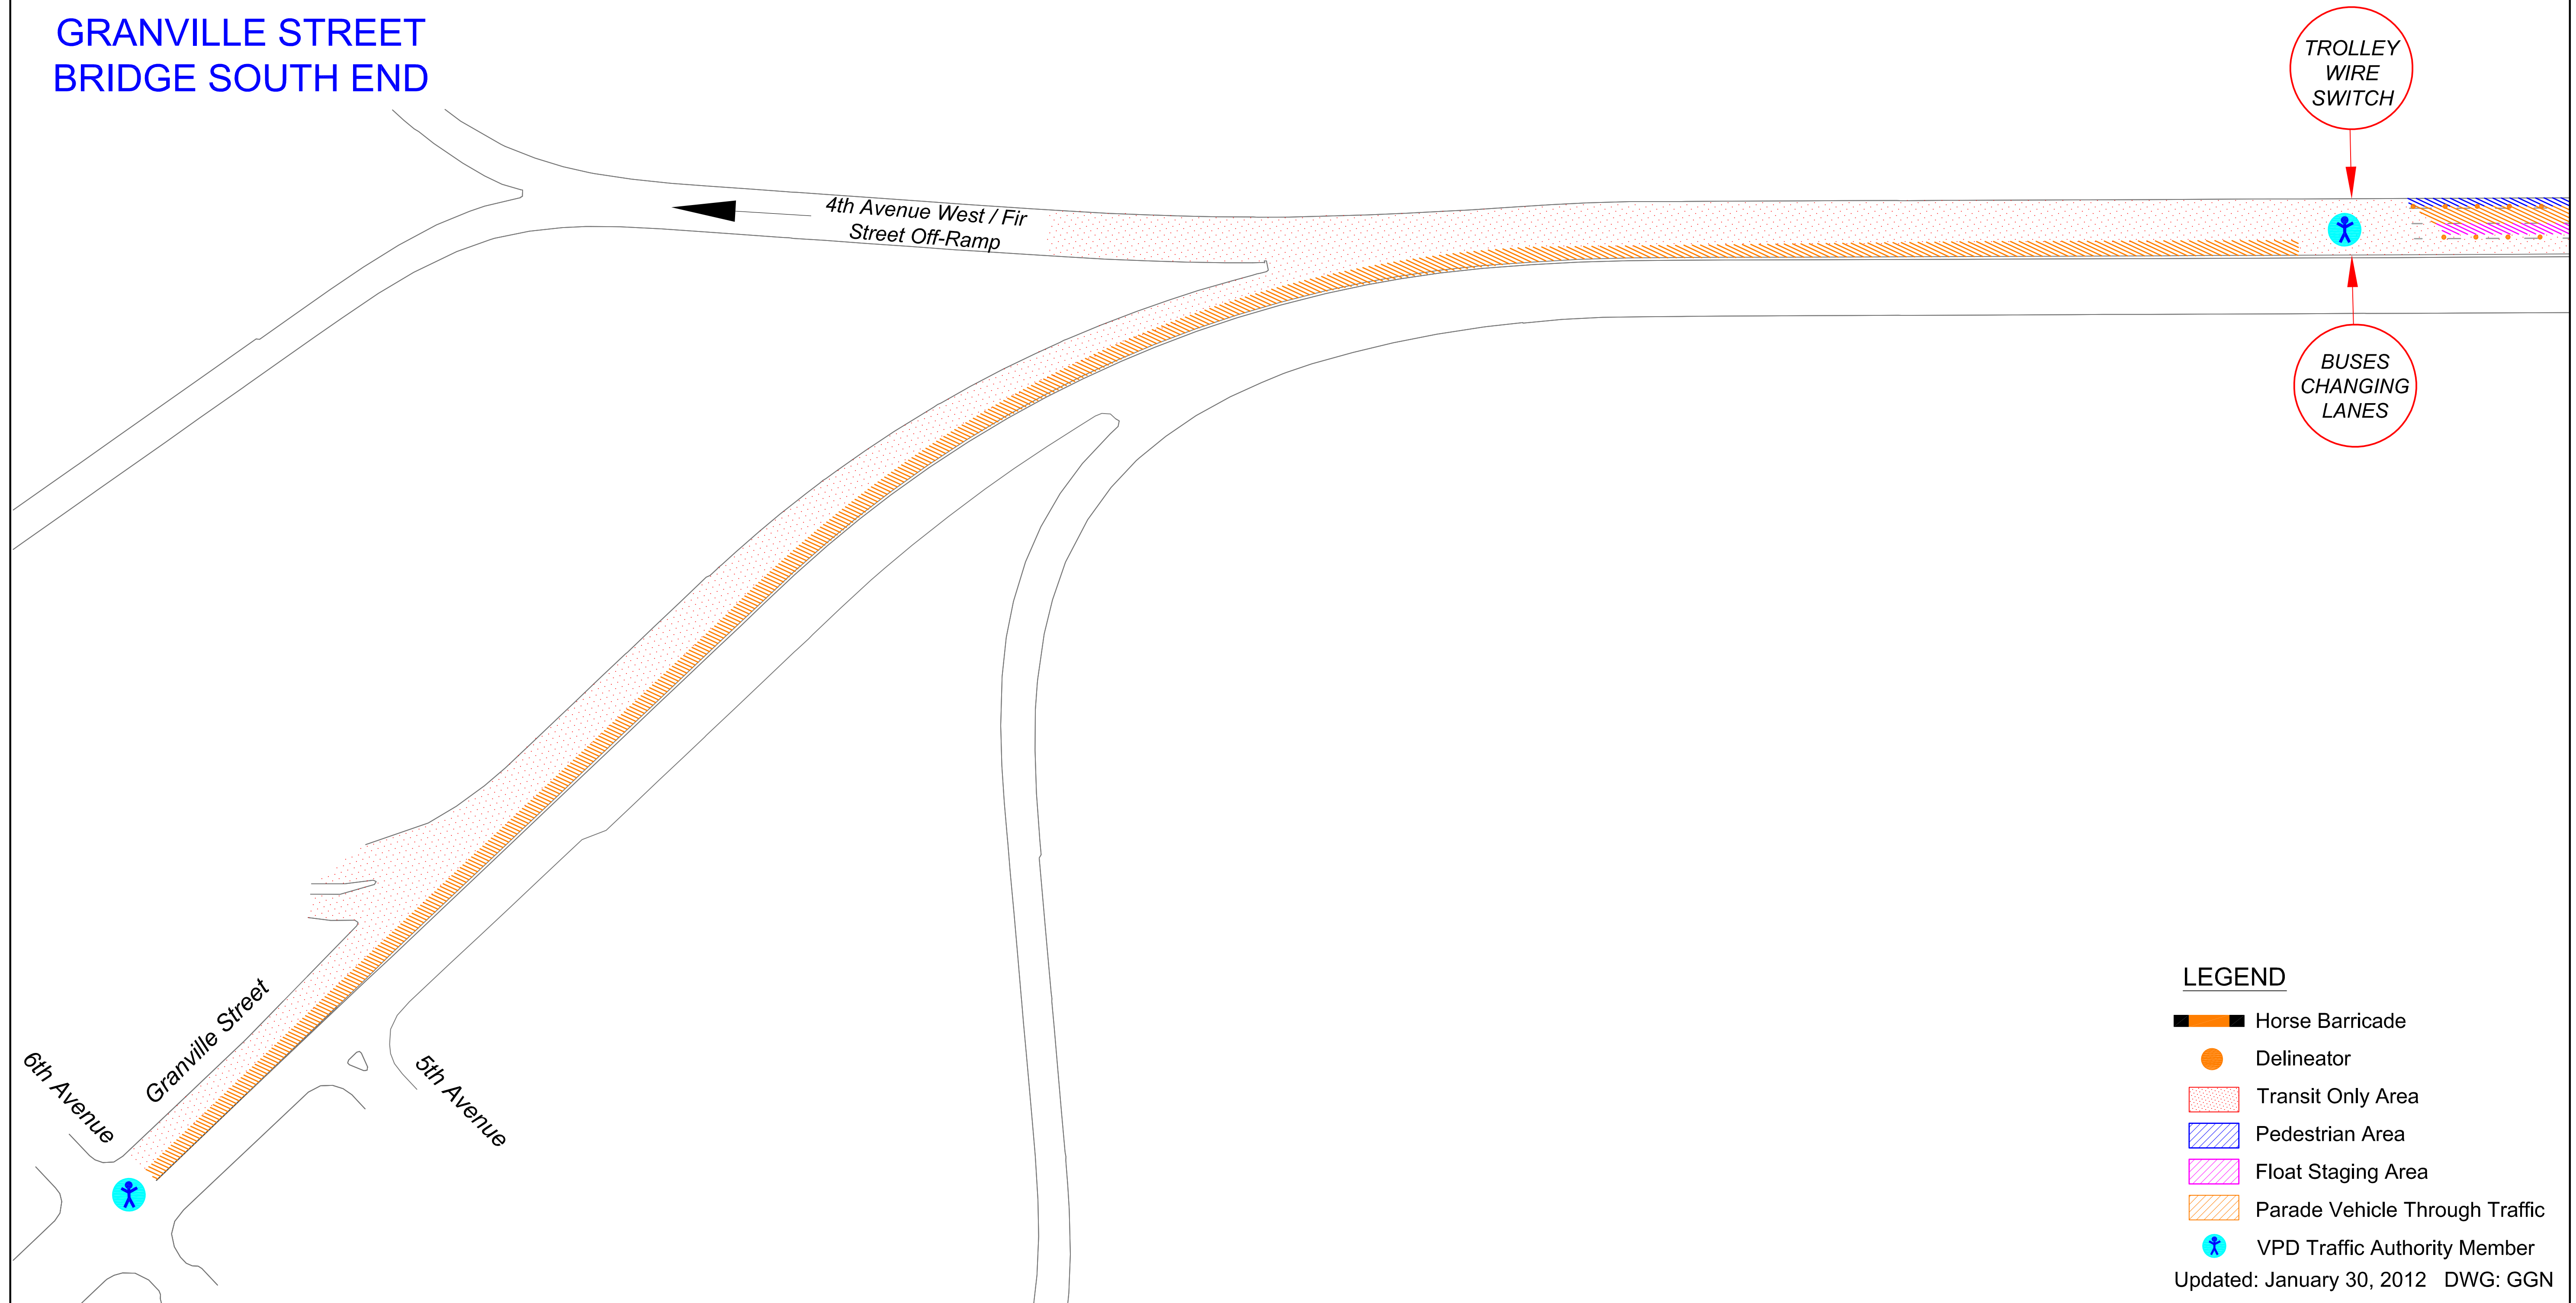 GRANVILLE STREET
BRIDGE SOUTH END
TROLLEY
WIRE
SWITCH
4th Avenue West / Fir
Street Off-Ramp
BUSES
CHANGING
LANES
Granville Street
6th Avenue
5th Avenue
LEGEND
Horse Barricade
Delineator
Transit Only Area
Pedestrian Area
Float Staging Area
Parade Vehicle Through Traffic
VPD Traffic Authority Member
Updated: January 30, 2012 DWG: GGN